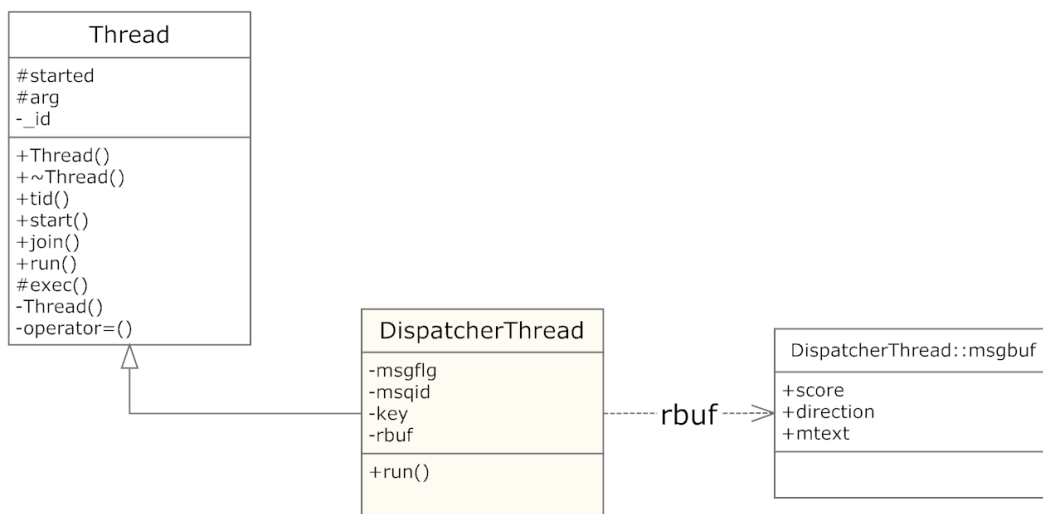 Thread
#started
#arg
-_id
+Thread()
+~Thread()
+tid()
+start()
+join()
+run()
#exec()
-Thread()
-operator=()
DispatcherThread
-msgflg
-msqid
-key
-rbuf
+run()
rbuf
DispatcherThread::msgbuf
+score
+direction
+mtext